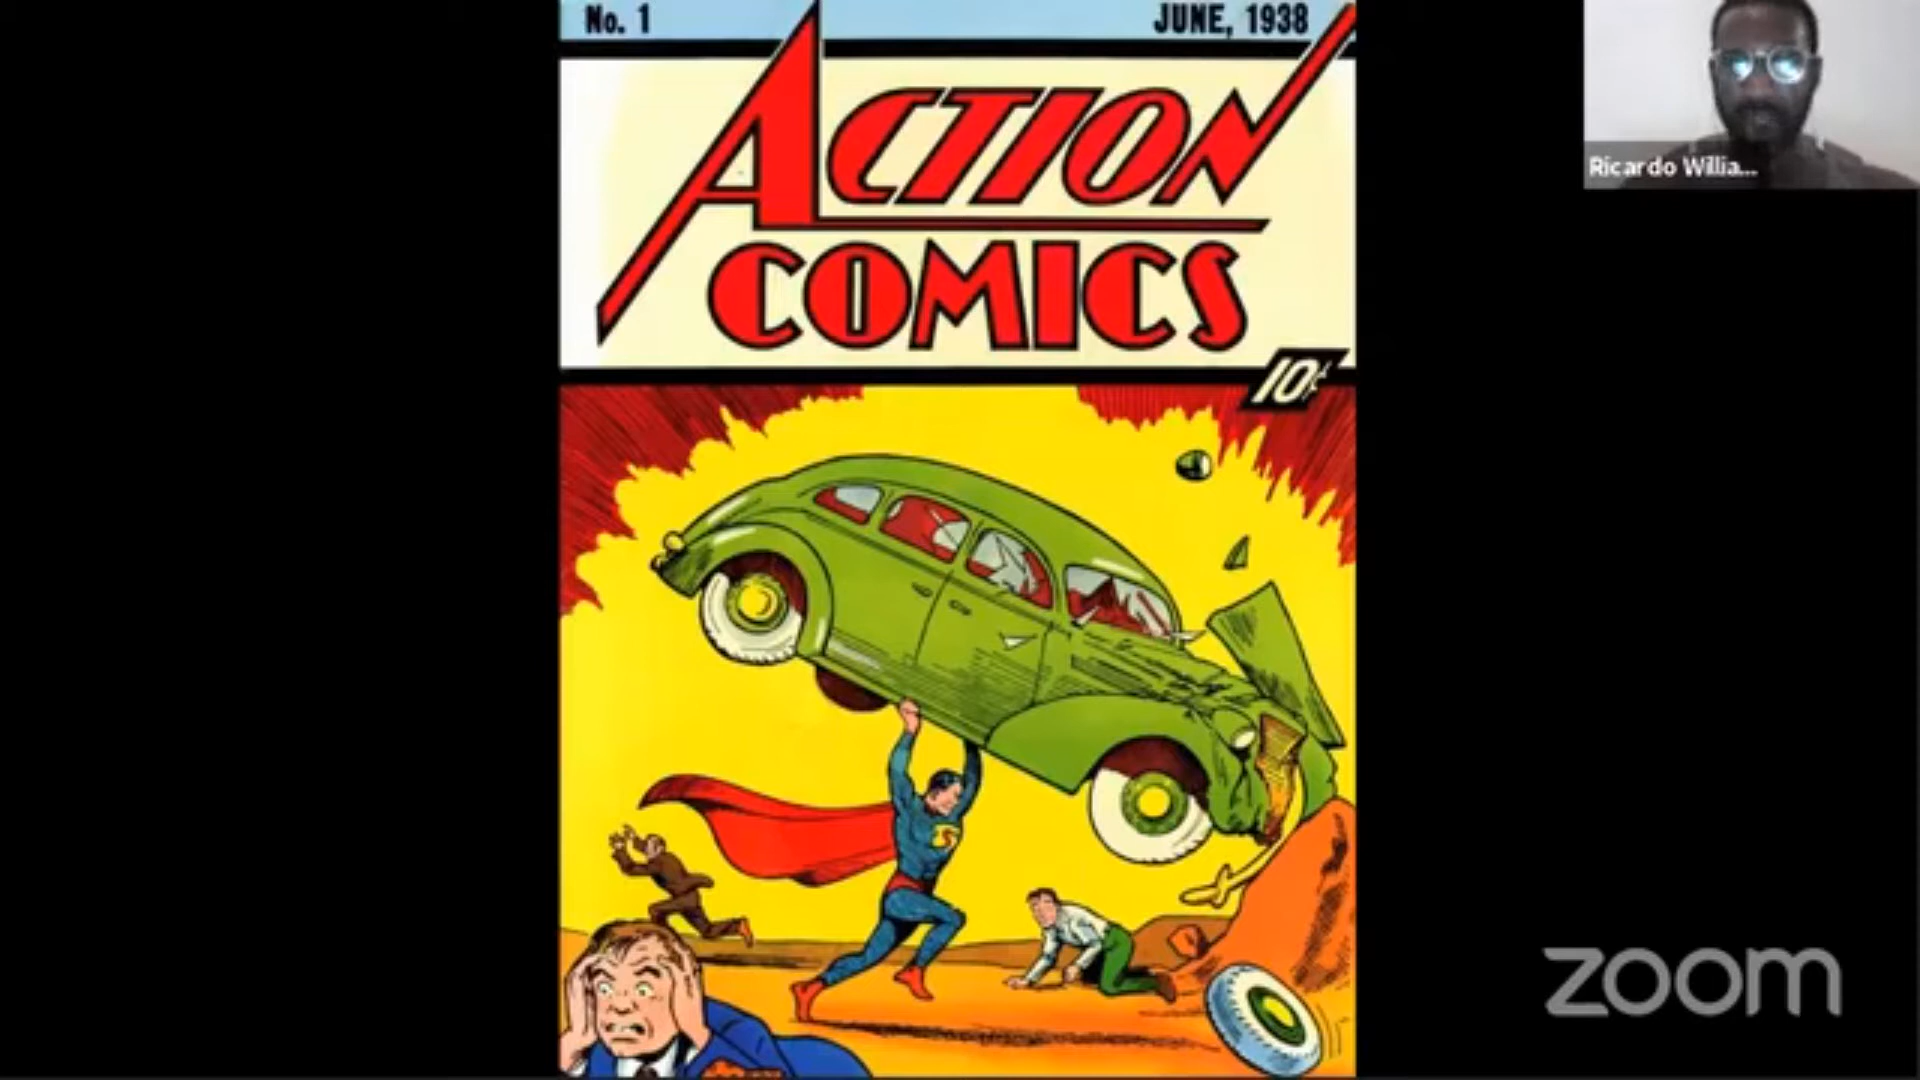 No. 1
JUNE, 1938
ACTION
COMICS
10¢
S
Ricardo Willia...
zoom